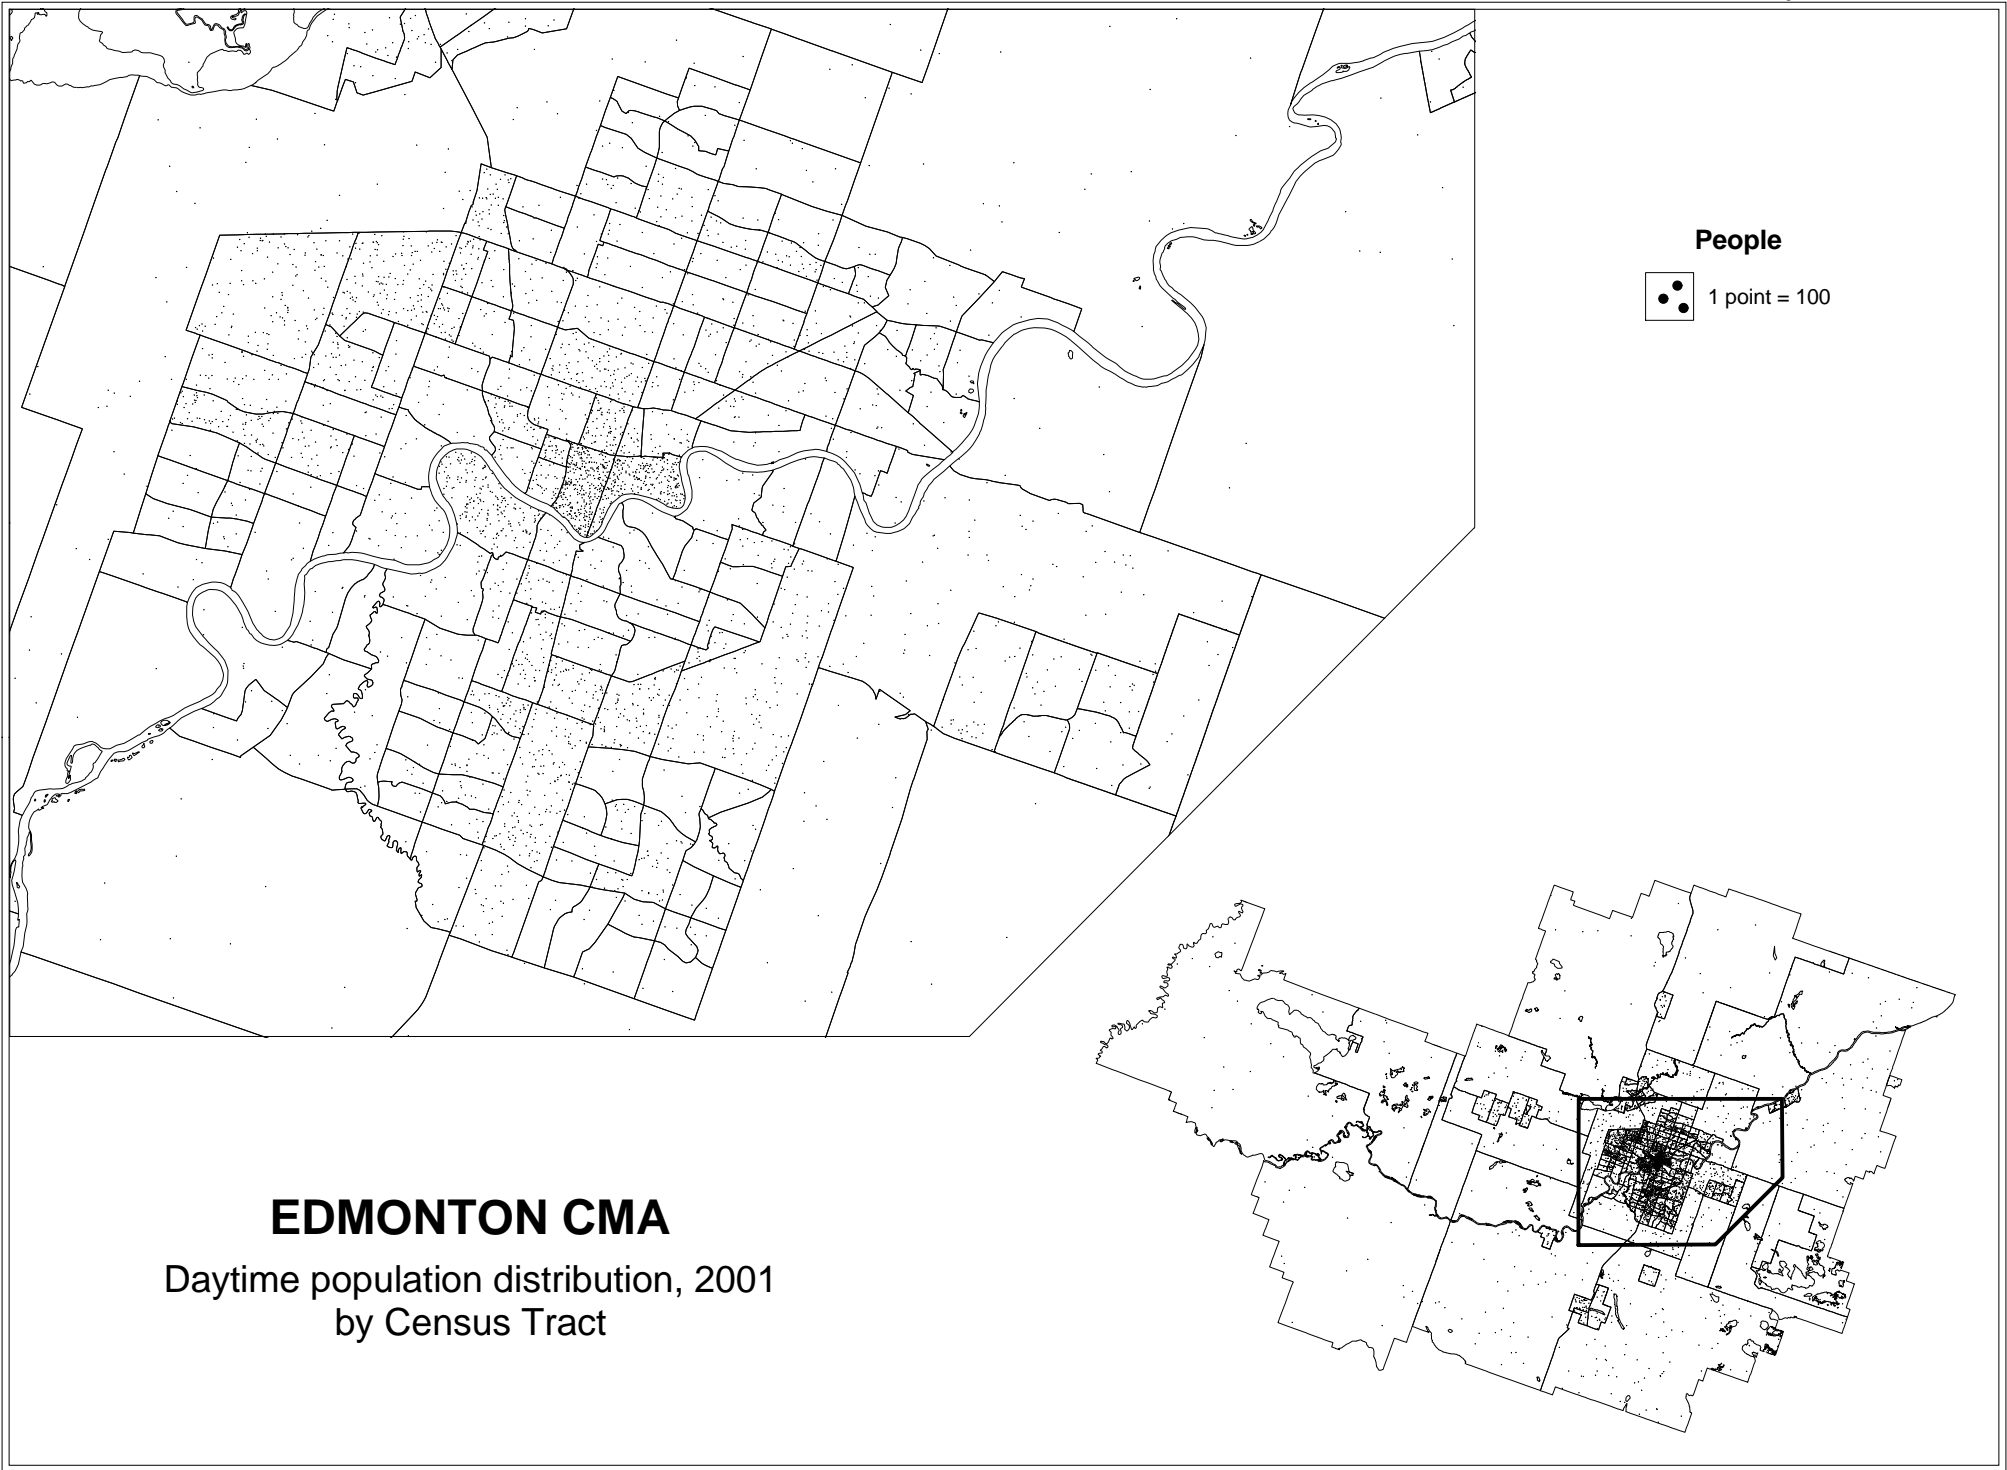 People
1 point = 100
EDMONTON CMA
Daytime population distribution, 2001
by Census Tract